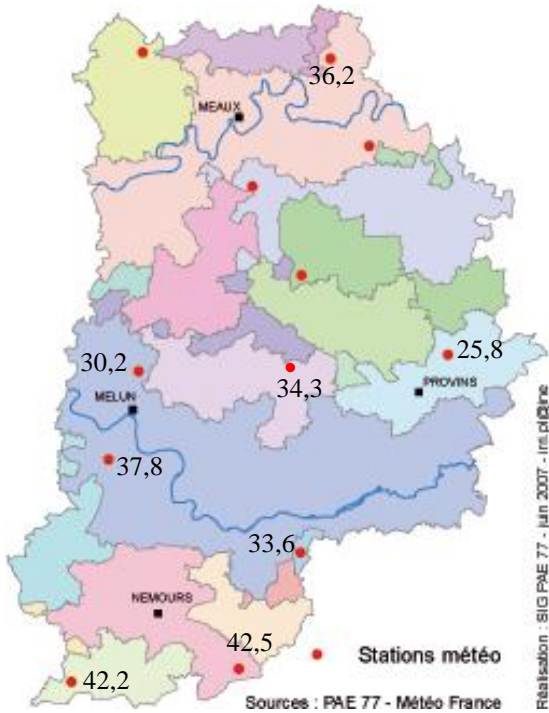 36,2
MEAUX
30,2
25,8
34,3
PROVINS
MELUN
37,8
33,6
NEMOURS
42,5
Stations météo
42,2
Sources : PAE 77 - Météo France
Réalisation : SIG PAE 77 - juin 2007 -